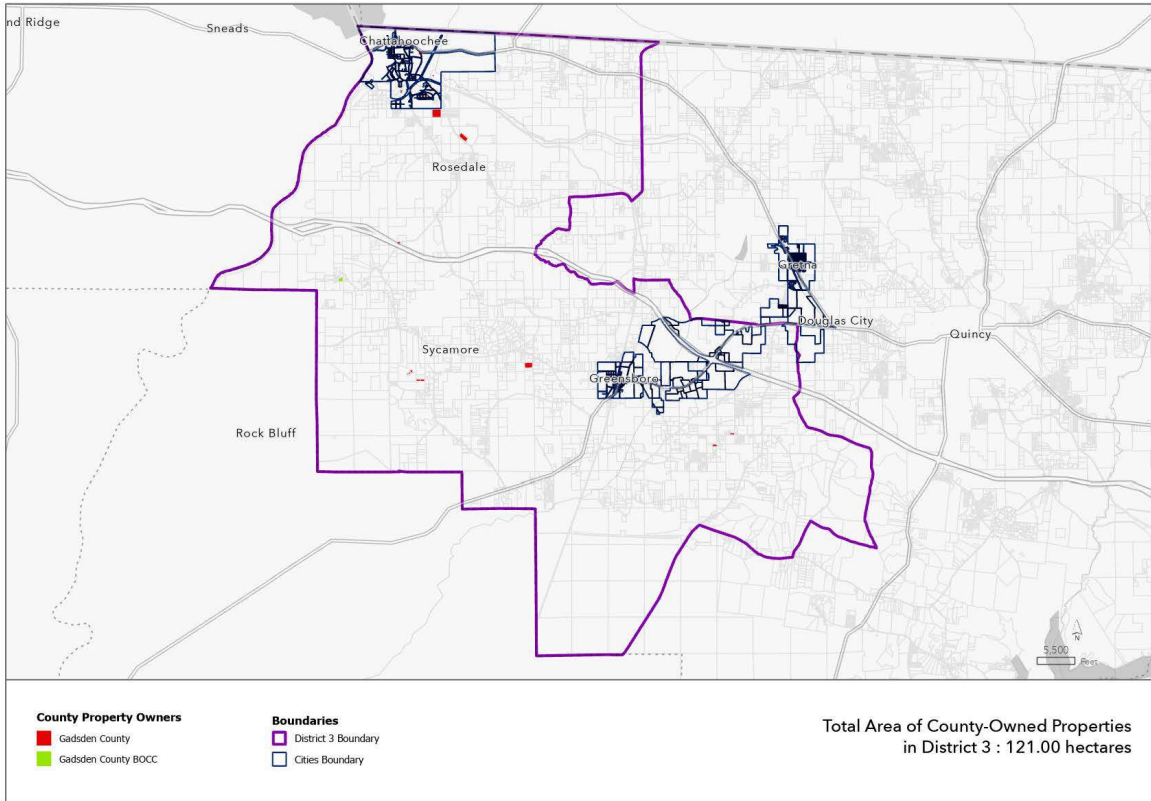 nd Ridge
Sneads
Chattahoochee
Rosedale
Gretna
Douglas City
Quincy
Sycamore
Greensboro
Rock Bluff
N
5,500
Feet
County Property Owners
Gadsden County
Gadsden County BOCC
Boundaries
District 3 Boundary
Cities Boundary
Total Area of County-Owned Properties
in District 3 : 121.00 hectares